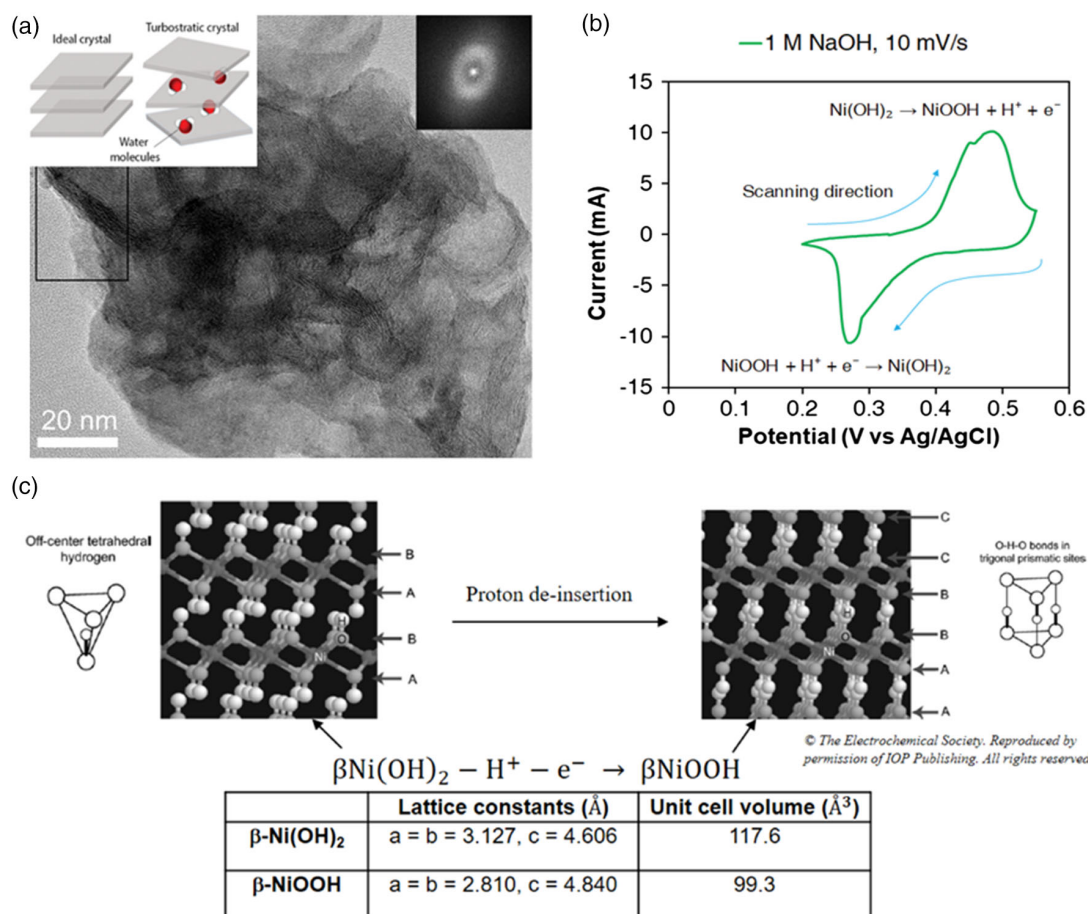 (a)
Ideal crystal
Turbostratic crystal
Water
molecules
20 nm
(b)
1 M NaOH, 10 mV/s
Ni(OH)₂ → NiOOH + H⁺ + e⁻
Scanning direction
NiOOH + H⁺ + e⁻ → Ni(OH)₂
Current (mA)
15
10
5
0
-5
-10
-15
0
0.1
0.2
0.3
0.4
0.5
0.6
Potential (V vs Ag/AgCl)
(c)
Off-center tetrahedral
hydrogen
B
A
B
A
H
O
Ni
Proton de-insertion
C
C
B
B
A
A
H
O
Ni
O-H-O bonds in
trigonal prismatic sites
© The Electrochemical Society. Reproduced by
permission of IOP Publishing. All rights reserved
βNi(OH)₂ − H⁺ − e⁻ → βNiOOH
Lattice constants (Å) Unit cell volume (Å³)
β-Ni(OH)₂ a = b = 3.127, c = 4.606 117.6
β-NiOOH a = b = 2.810, c = 4.840 99.3